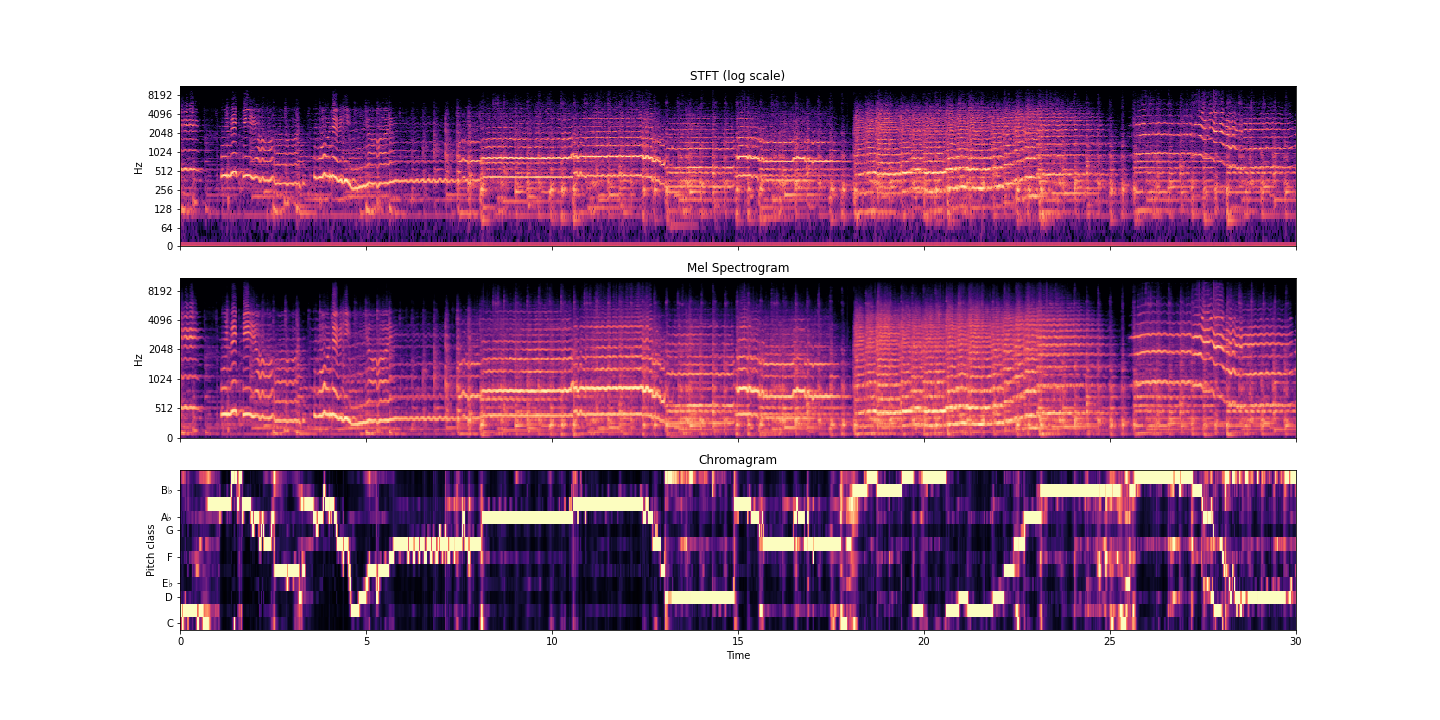 STFT (log scale)
8192
4096
2048
1024
512
256
128
64
0
Hz
Mel Spectrogram
8192
4096
2048
1024
512
0
Hz
Chromagram
B♭
A♭
G
F
E♭
D
C
Pitch class
0 5 10 15 20 25 30
Time